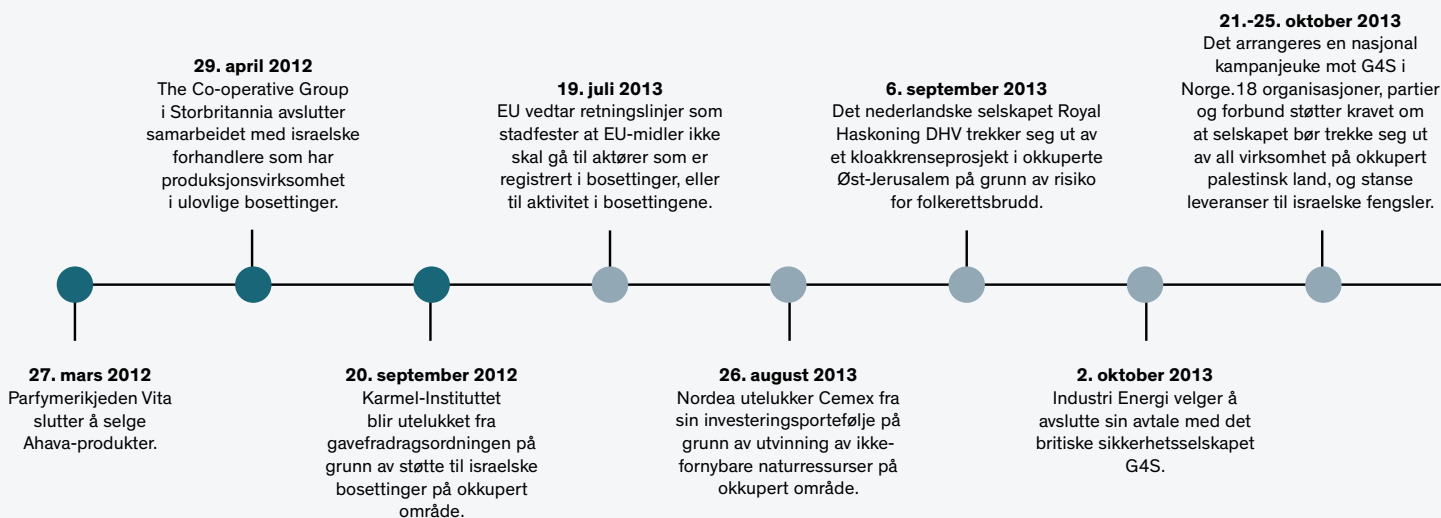 27. mars 2012
Parfymerikjeden Vita
slutter å selge
Ahava-produkter.
29. april 2012
The Co-operative Group
i Storbritannia avslutter
samarbeidet med israelske
forhandlere som har
produksjonsvirksomhet
i ulovlige bosettinger.
20. september 2012
Karmel-Instituttet
blir utelukket fra
gavefradragsordningen på
grunn av støtte til israelske
bosettinger på okkupert
område.
19. juli 2013
EU vedtar retningslinjer som
stadfester at EU-midler ikke
skal gå til aktører som er
registrert i bosettinger, eller
til aktivitet i bosettingene.
26. august 2013
Nordea utelukker Cemex fra
sin investeringsportefølje på
grunn av utvinning av ikke-
fornybare naturressurser på
okkupert område.
6. september 2013
Det nederlandske selskapet Royal
Haskoning DHV trekker seg ut av
et kloakkrenseprosjekt i okkuperte
Øst-Jerusalem på grunn av risiko
for folkerettsbrudd.
2. oktober 2013
Industri Energi velger å
avslutte sin avtale med det
britiske sikkerhetsselskapet
G4S.
21.-25. oktober 2013
Det arrangeres en nasjonal
kampanjeuke mot G4S i
Norge.18 organisasjoner, partier
og forbund støtter kravet om
at selskapet bør trekke seg ut
av all virksomhet på okkupert
palestinsk land, og stanse
leveranser til israelske fengsler.